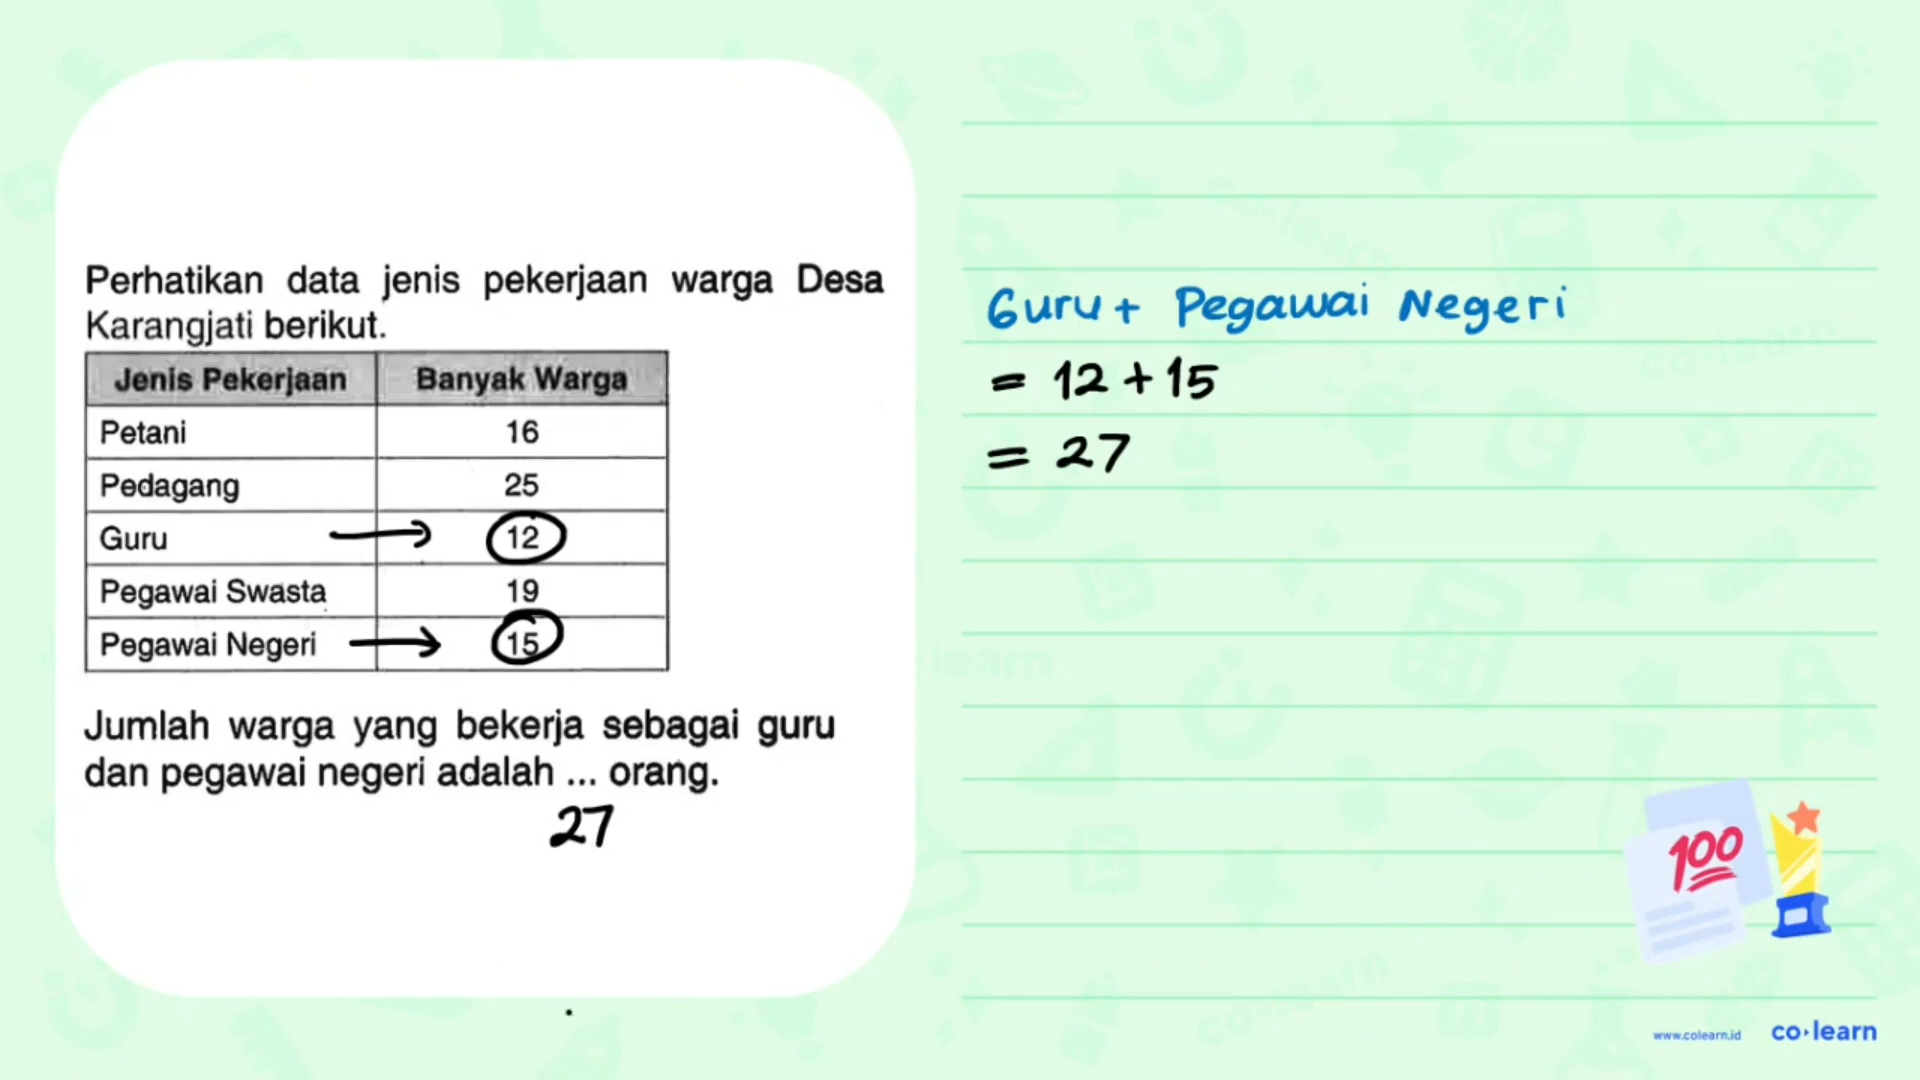 Perhatikan data jenis pekerjaan warga Desa
Karangjati berikut.
Jenis Pekerjaan Banyak Warga
Petani 16
Pedagang 25
Guru → 12
Pegawai Swasta 19
Pegawai Negeri → 15
Jumlah warga yang bekerja sebagai guru
dan pegawai negeri adalah ... orang.
27
Guru + Pegawai Negeri
= 12 + 15
= 27
100
www.colearn.id co·learn